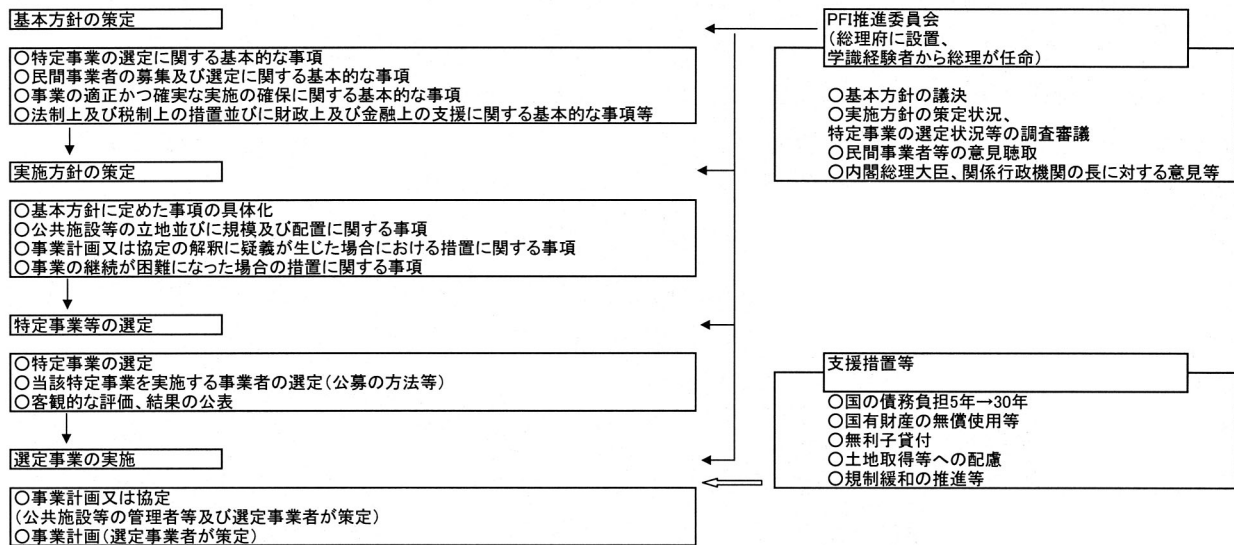 基本方針の策定
○特定事業の選定に関する基本的な事項
○民間事業者の募集及び選定に関する基本的な事項
○事業の適正かつ確実な実施の確保に関する基本的な事項
○法制上及び税制上の措置並びに財政上及び金融上の支援に関する基本的な事項等
実施方針の策定
○基本方針に定めた事項の具体化
○公共施設等の立地並びに規模及び配置に関する事項
○事業計画又は協定の解釈に疑義が生じた場合における措置に関する事項
○事業の継続が困難になった場合の措置に関する事項
特定事業等の選定
○特定事業の選定
○当該特定事業を実施する事業者の選定(公募の方法等)
○客観的な評価、結果の公表
選定事業の実施
○事業計画又は協定
(公共施設等の管理者等及び選定事業者が策定)
○事業計画(選定事業者が策定)
PFI推進委員会
(総理府に設置、
学識経験者から総理が任命)
○基本方針の議決
○実施方針の策定状況、
特定事業の選定状況等の調査審議
○民間事業者等の意見聴取
○内閣総理大臣、関係行政機関の長に対する意見等
支援措置等
○国の債務負担5年→30年
○国有財産の無償使用等
○無利子貸付
○土地取得等への配慮
○規制緩和の推進等